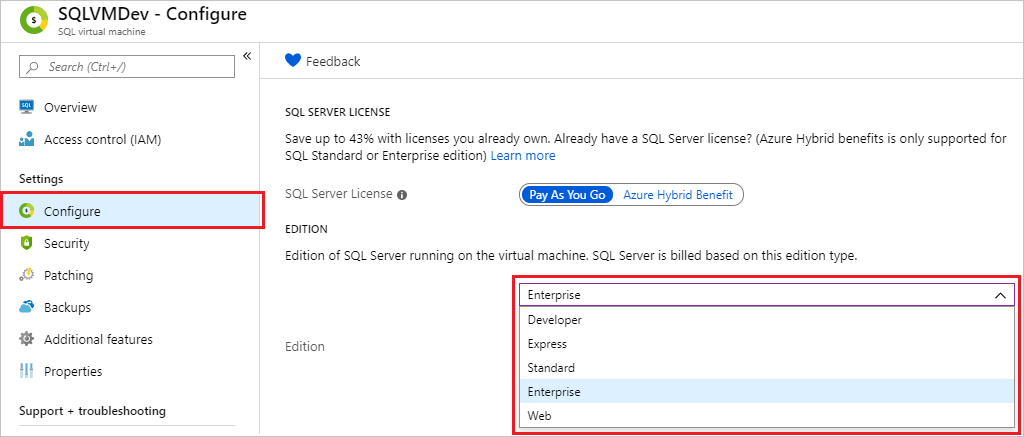 SQLVMDev - Configure
SQL virtual machine
Search (Ctrl+/)
«
SQL
Overview
Access control (IAM)
Settings
Configure
Security
Patching
Backups
Additional features
Properties
Support + troubleshooting
Feedback
SQL SERVER LICENSE
Save up to 43% with licenses you already own. Already have a SQL Server license? (Azure Hybrid benefits is only supported for
SQL Standard or Enterprise edition) Learn more
SQL Server License
Pay As You Go Azure Hybrid Benefit
EDITION
Edition of SQL Server running on the virtual machine. SQL Server is billed based on this edition type.
Edition
Enterprise
Developer
Express
Standard
Enterprise
Web